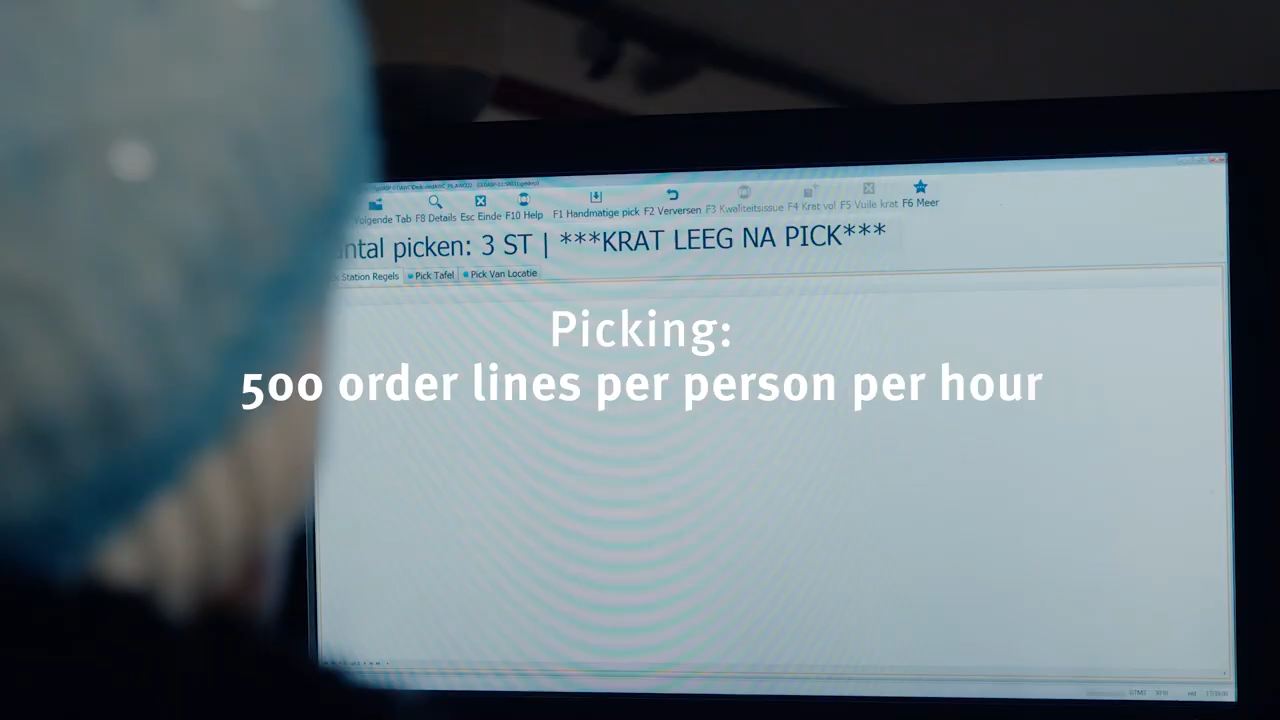 Volgende Tab F8 Details Esc Einde F10 Help F1 Handmatige pick F2 Verversen F3 Kwaliteitsissue F4 Krat vol F5 Vuile krat F6 Meer
ntal picken: 3 ST | ***KRAT LEEG NA PICK***
Station Regels Pick Tafel Pick Van Locatie
Picking:
500 order lines per person per hour